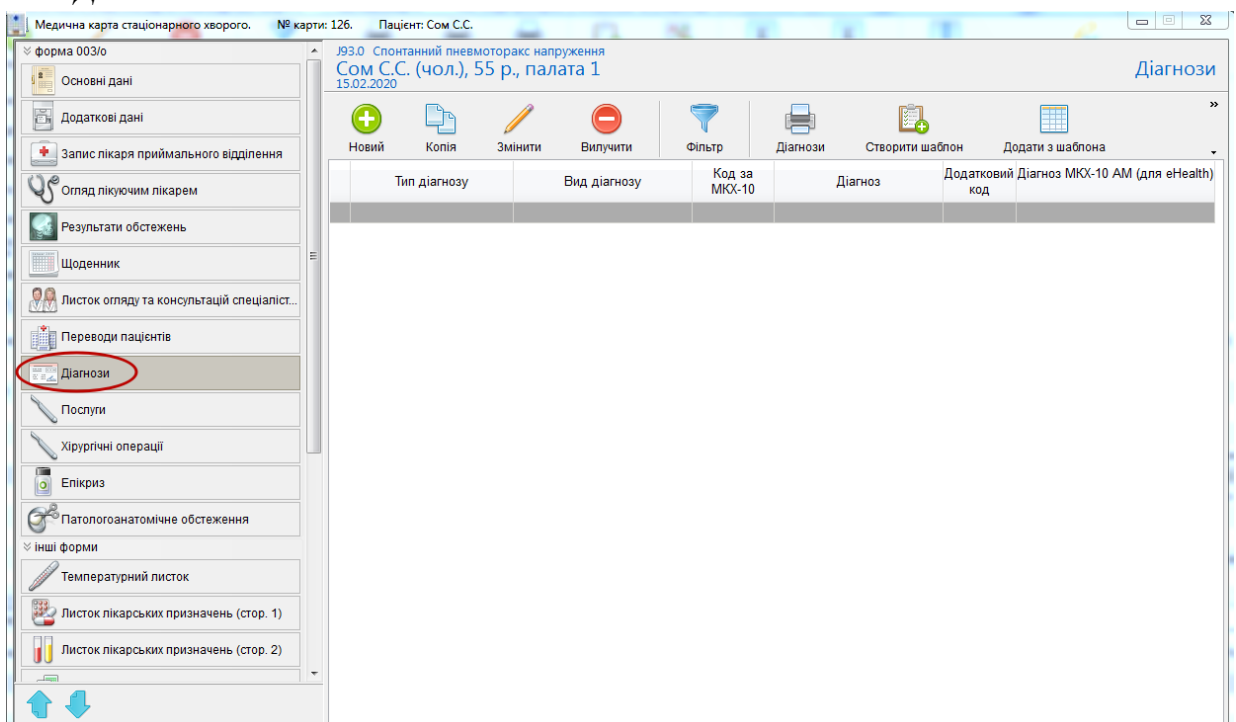 Медична карта стаціонарного хворого. № карти: 126. Пацієнт: Сом С.С.
форма 003/о
Основні дані
Додаткові дані
Запис лікаря приймального відділення
Огляд лікуючим лікарем
Результати обстежень
Щоденник
Листок огляду та консультацій спеціаліст...
Переводи пацієнтів
Діагнози
Послуги
Хірургічні операції
Епікриз
Патологоанатомічне обстеження
інші форми
Температурний листок
Листок лікарських призначень (стор. 1)
Листок лікарських призначень (стор. 2)
J93.0 Спонтанний пневмоторакс напруження
Сом С.С. (чол.), 55 р., палата 1
15.02.2020
Діагнози
Новий Копія Змінити Вилучити Фільтр Діагнози Створити шаблон Додати з шаблона
Тип діагнозу Вид діагнозу Код за МКХ-10 Діагноз Додатковий код Діагноз МКХ-10 АМ (для eHealth)